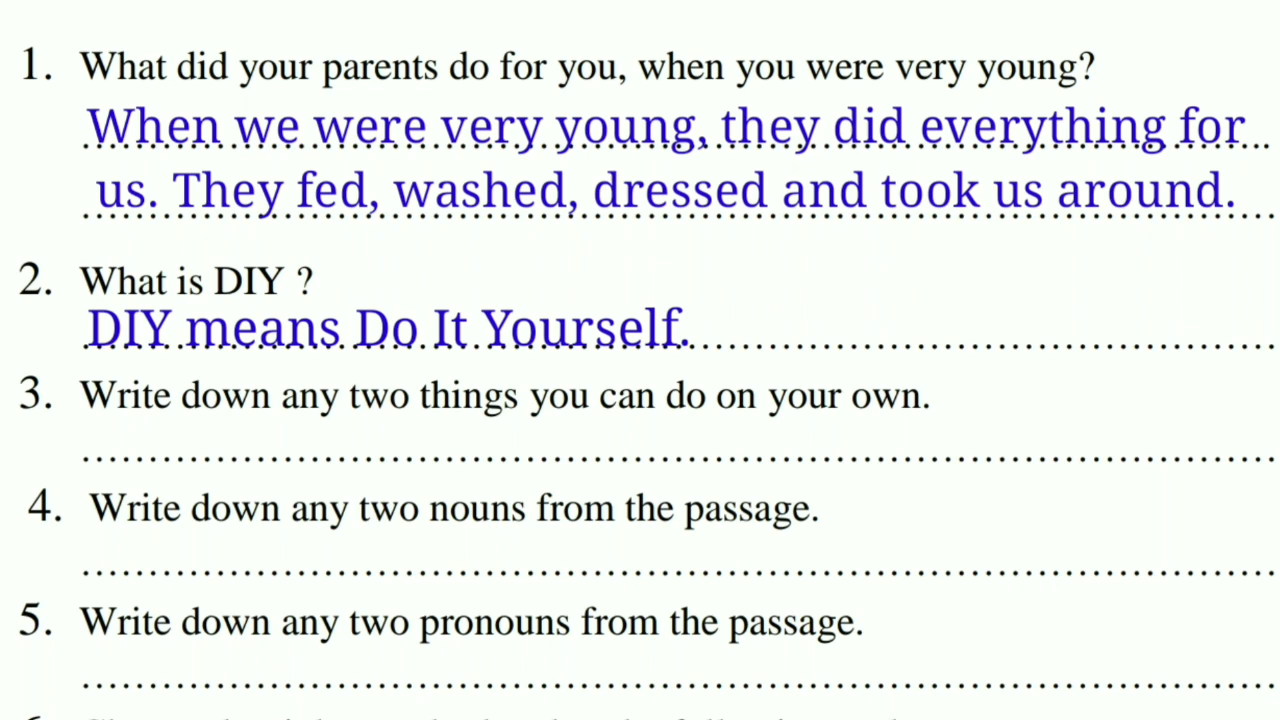 1. What did your parents do for you, when you were very young?
When we were very young, they did everything for
us. They fed, washed, dressed and took us around.
2. What is DIY ?
DIY means Do It Yourself.
3. Write down any two things you can do on your own.
4. Write down any two nouns from the passage.
5. Write down any two pronouns from the passage.